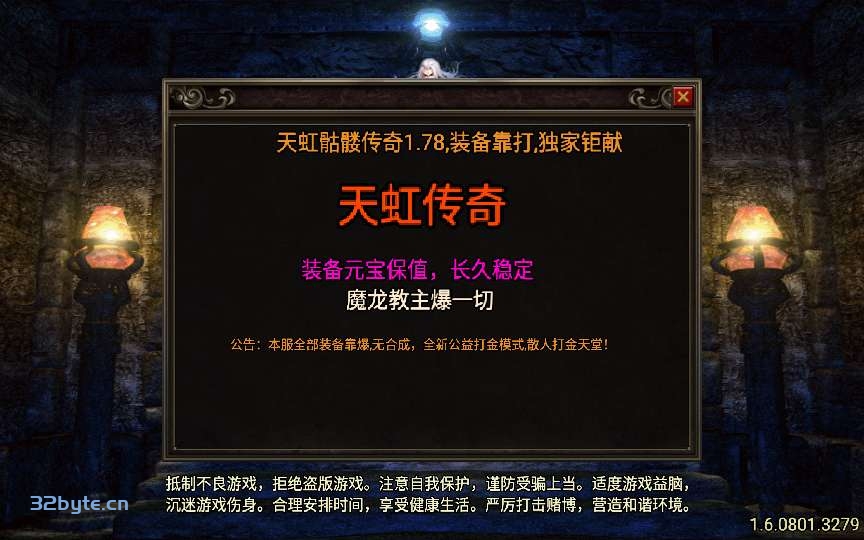 天虹骷髅传奇1.78,装备靠打,独家钜献
天虹传奇
装备元宝保值，长久稳定
魔龙教主爆一切
公告：本服全部装备靠爆,无合成，全新公益打金模式,散人打金天堂！
抵制不良游戏，拒绝盗版游戏。注意自我保护，谨防受骗上当。适度游戏益脑，
沉迷游戏伤身。合理安排时间，享受健康生活。严厉打击赌博，营造和谐环境。
32byte.cn
1.6.0801.3279